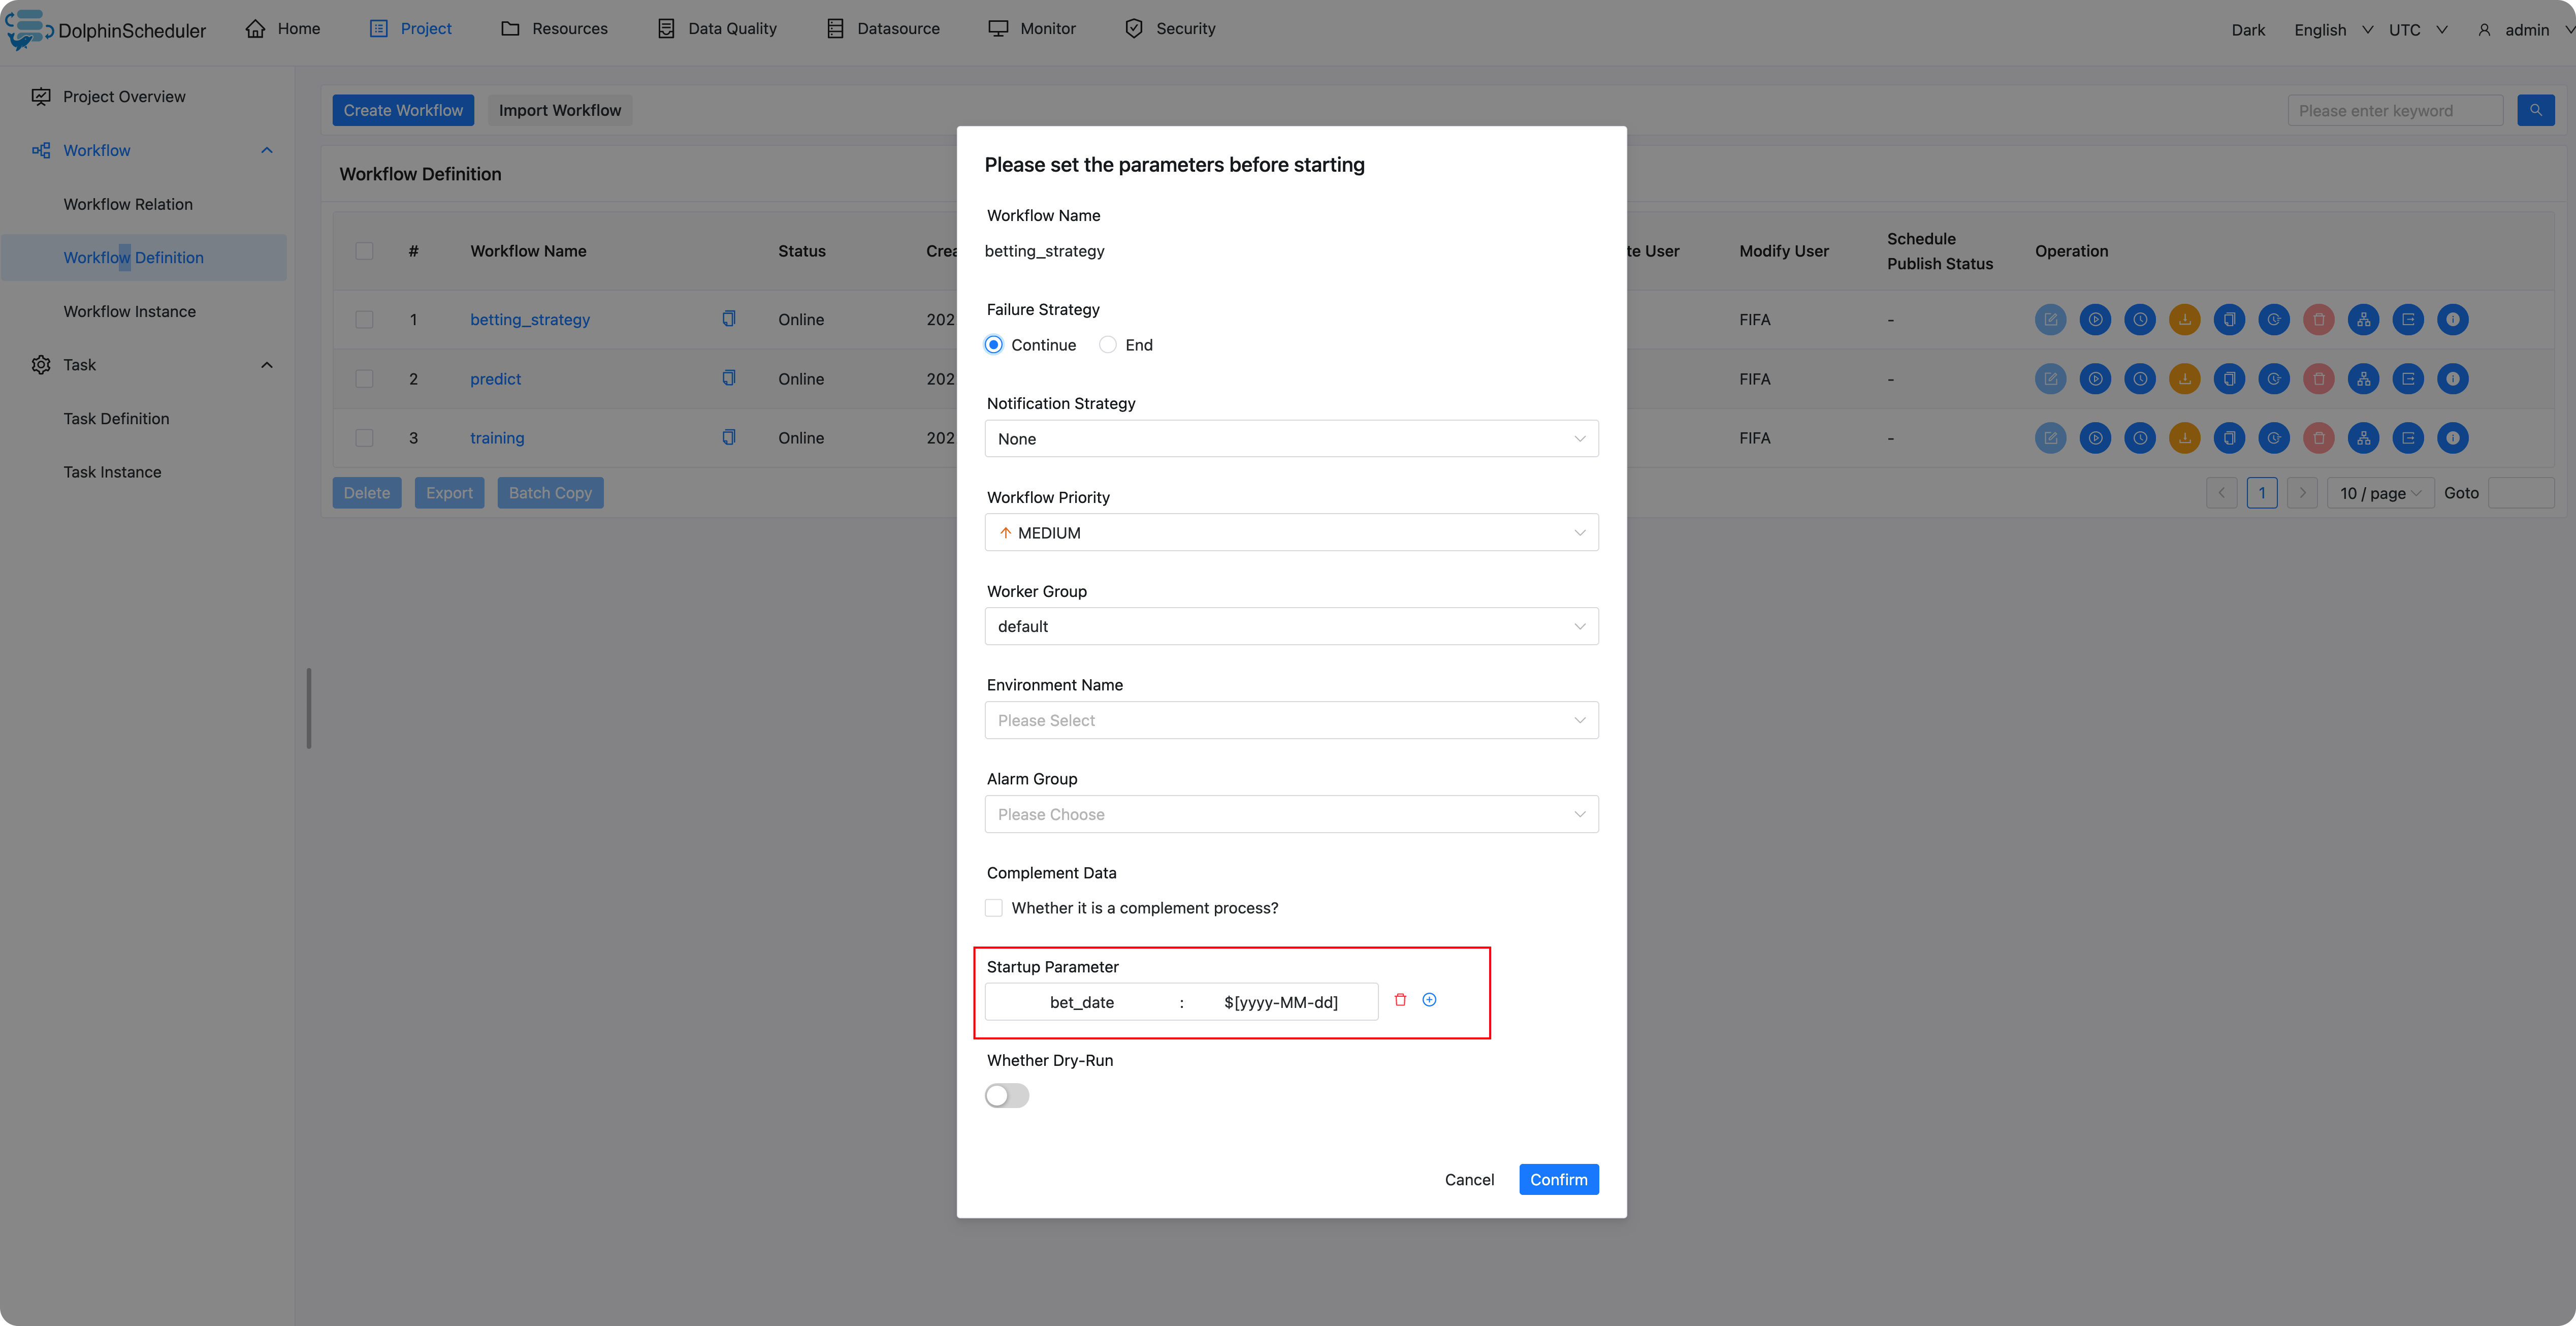 DolphinScheduler Home Project Resources Data Quality Datasource Monitor Security Dark English UTC admin
Project Overview
Workflow
Workflow Relation
Workflow Definition
Workflow Instance
Task
Task Definition
Task Instance
Create Workflow Import Workflow Please enter keyword
Workflow Definition
# Workflow Name Status Crea te User Modify User Schedule Publish Status Operation
1 betting_strategy Online 202 FIFA -
2 predict Online 202 FIFA -
3 training Online 202 FIFA -
Delete Export Batch Copy 1 10 / page Goto
Please set the parameters before starting
Workflow Name
betting_strategy
Failure Strategy
Continue End
Notification Strategy
None
Workflow Priority
MEDIUM
Worker Group
default
Environment Name
Please Select
Alarm Group
Please Choose
Complement Data
Whether it is a complement process?
Startup Parameter
bet_date : $[yyyy-MM-dd]
Whether Dry-Run
Cancel Confirm